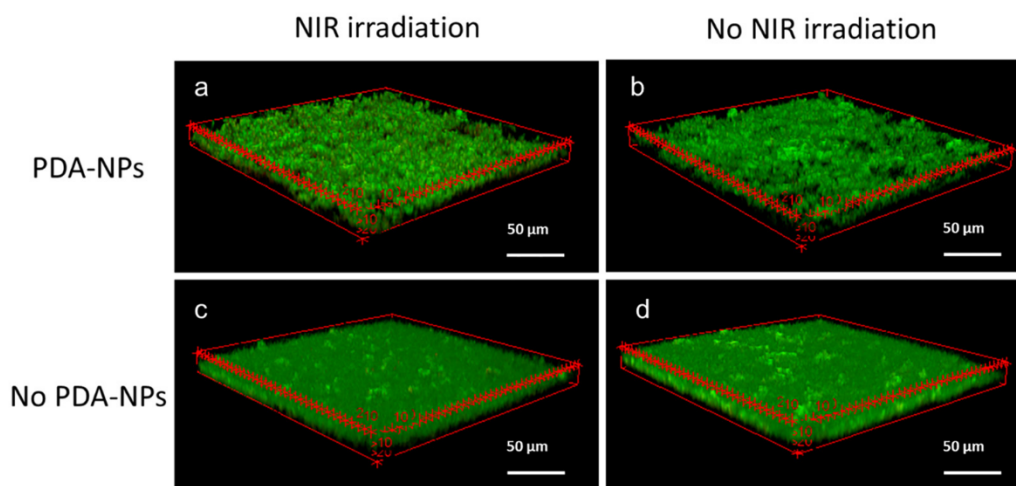 NIR irradiation
No NIR irradiation
PDA-NPs
a
50 µm
b
50 µm
No PDA-NPs
c
50 µm
d
50 µm